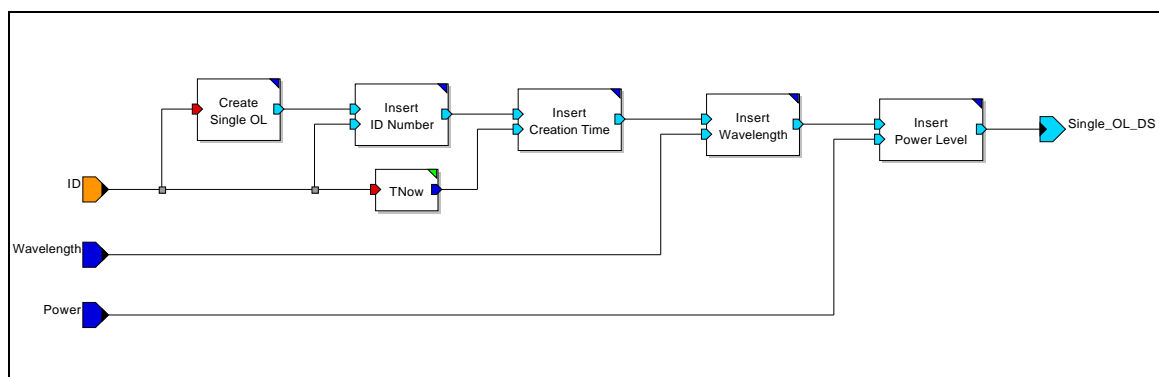 Create
Single OL
Insert
ID Number
Insert
Creation Time
Insert
Wavelength
Insert
Power Level
Single_OL_DS
ID
TNow
Wavelength
Power